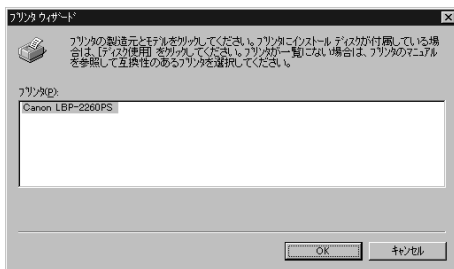 プリンタ ウィザード
プリンタの製造元とモデルをクリックしてください。プリンタにインストール ディスクが付属している場
合は、[ディスク使用] をクリックしてください。プリンタが一覧にない場合は、プリンタのマニュアル
を参照して互換性のあるプリンタを選択してください。
プリンタ(P):
Canon LBP-2260PS
OK
キャンセル